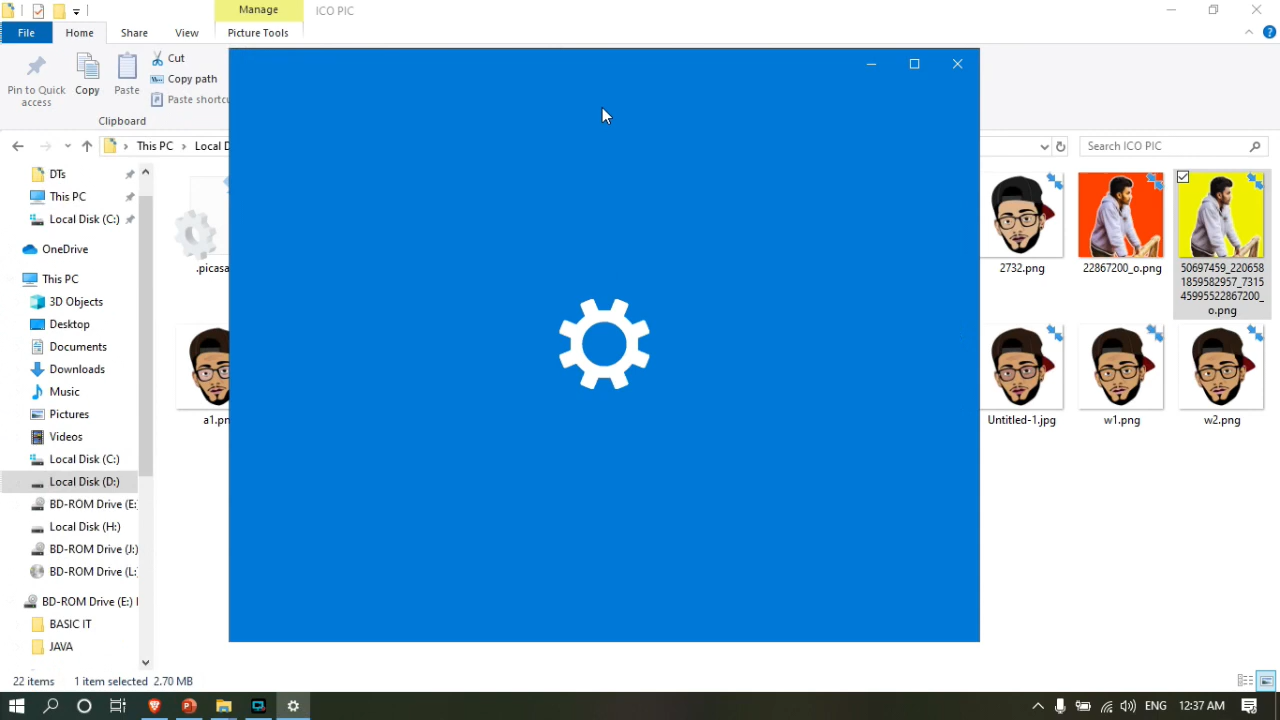 Manage
ICO PIC
File
Home
Share
View
Picture Tools
Pin to Quick
access
Copy
Paste
Cut
Copy path
Paste shortcu
Clipboard
This PC
Local D
Search ICO PIC
DTs
This PC
Local Disk (C:)
OneDrive
This PC
3D Objects
Desktop
Documents
Downloads
Music
Pictures
Videos
Local Disk (C:)
Local Disk (D:)
BD-ROM Drive (E:
Local Disk (H:)
BD-ROM Drive (J:)
BD-ROM Drive (L:
BD-ROM Drive (E:)
BASIC IT
JAVA
.picasa
2732.png
22867200_o.png
50697459_220658
1859582957_7315
45995522867200_
o.png
a1.pn
Untitled-1.jpg
w1.png
w2.png
22 items
1 item selected 2.70 MB
ENG
12:37 AM